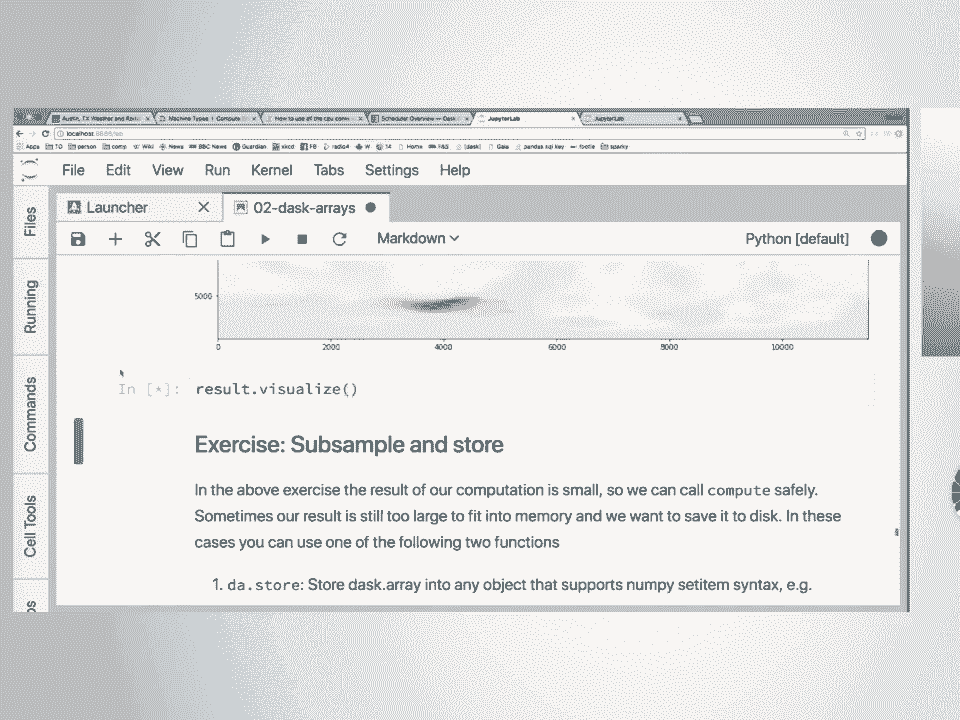 Austin, TX Weather and Rada
Machine Types | Compute
How to use all the cpu
Scheduler Overview — Dask
JupyterLab
JupyterLab
localhost:8888/lab
Apps TO person comp Wiki News BBC News Guardian xkcd FB radio4 W 14 Home M&S [dask] Gaia pandas sql key footle sparky
File Edit View Run Kernel Tabs Settings Help
Launcher
02-dask-arrays
Markdown
Python [default]
Files
Running
Commands
Cell Tools
5000
0 2000 4000 6000 8000 10000
In [*]: result.visualize()
Exercise: Subsample and store
In the above exercise the result of our computation is small, so we can call compute safely.
Sometimes our result is still too large to fit into memory and we want to save it to disk. In these
cases you can use one of the following two functions
1. da.store: Store dask.array into any object that supports numpy setitem syntax, e.g.